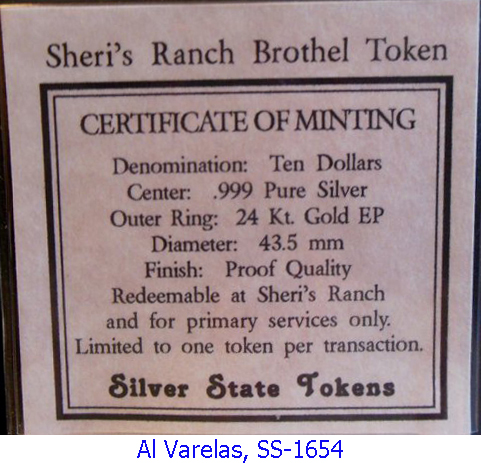 Sheri's Ranch Brothel Token
CERTIFICATE OF MINTING
Denomination: Ten Dollars
Center: .999 Pure Silver
Outer Ring: 24 Kt. Gold EP
Diameter: 43.5 mm
Finish: Proof Quality
Redeemable at Sheri's Ranch
and for primary services only.
Limited to one token per transaction.
Silver State Tokens
Al Varelas, SS-1654